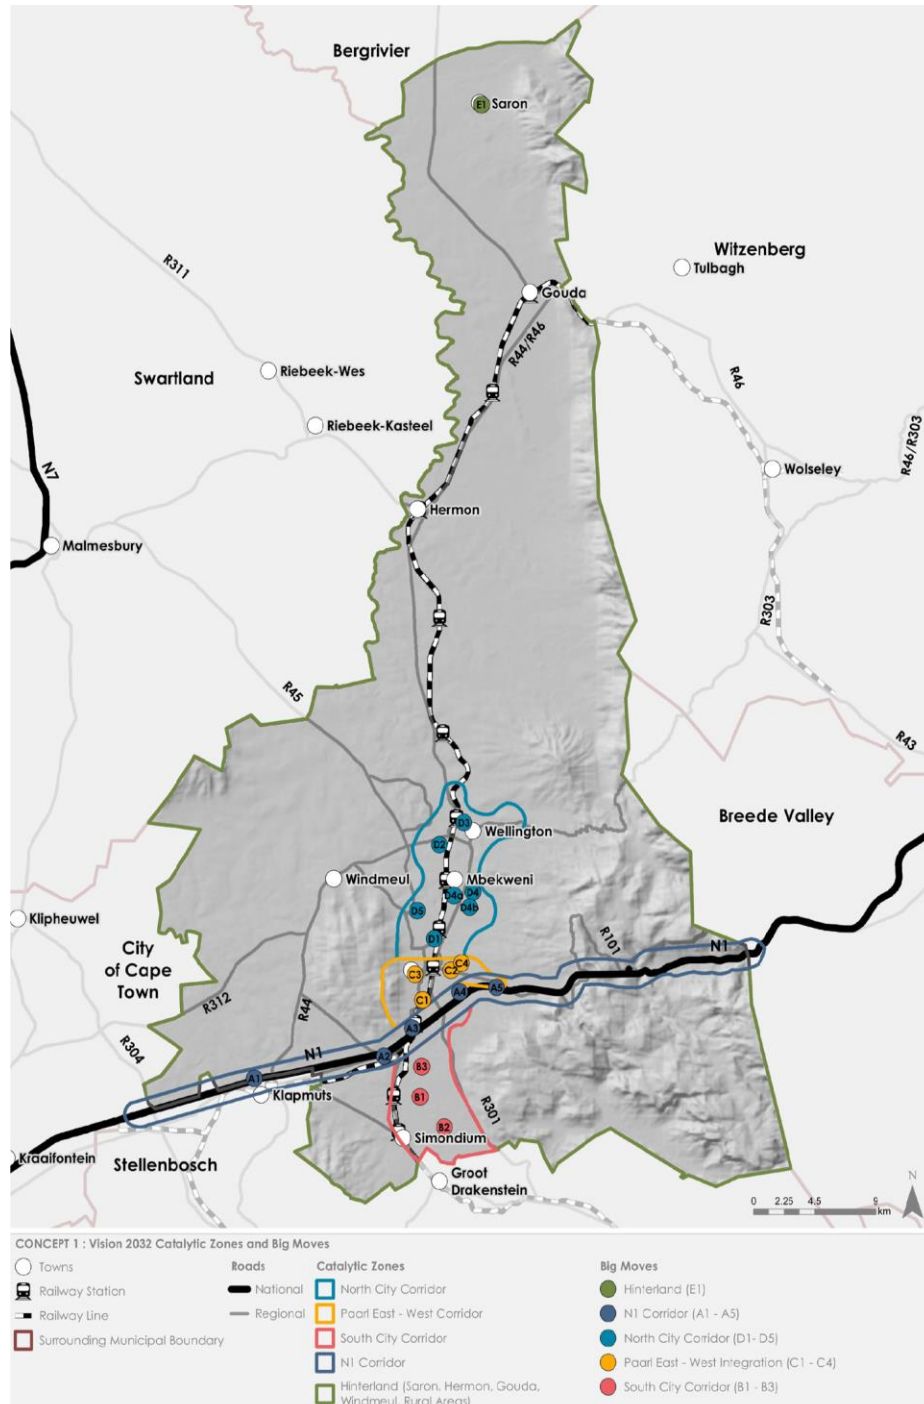 Bergrivier
E1 Saron
Witzenberg
Tulbagh
R311
Gouda
R44/R46
Swartland
Riebeek-Wes
R46
Riebeek-Kasteel
R46/R303
N7
Wolseley
Hermon
Malmesbury
R303
R45
R43
Breede Valley
D3
Wellington
D2
Windmeul
Mbekweni
D4a
D4
D4b
D5
Klipheuwel
D1
City
of Cape
Town
R101
N1
C4
C3
C2
A5
A4
C1
R312
R44
A3
R304
N1
A2
B3
A1
Klapmuts
B1
R301
B2
Simondium
Kraaifontein
Stellenbosch
Groot
Drakenstein
N
0 2.25 4.5 9
km
CONCEPT 1 : Vision 2032 Catalytic Zones and Big Moves
Towns
Railway Station
Railway Line
Surrounding Municipal Boundary
Roads
National
Regional
Catalytic Zones
North City Corridor
Paarl East - West Corridor
South City Corridor
N1 Corridor
Hinterland (Saron, Hermon, Gouda,
Windmeul, Rural Areas)
Big Moves
Hinterland (E1)
N1 Corridor (A1 - A5)
North City Corridor (D1- D5)
Paarl East - West Integration (C1 - C4)
South City Corridor (B1 - B3)